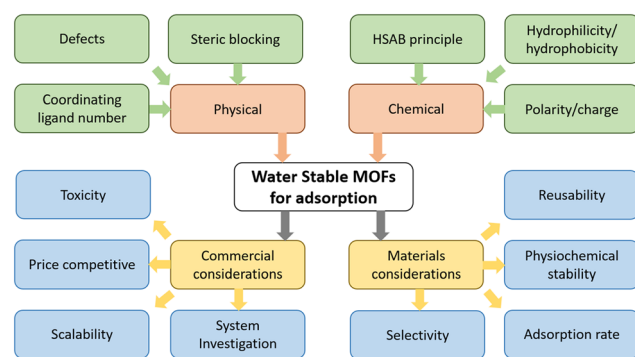 Defects
Steric blocking
HSAB principle
Hydrophilicity/
hydrophobicity
Coordinating
ligand number
Physical
Chemical
Polarity/charge
Water Stable MOFs
for adsorption
Toxicity
Reusability
Price competitive
Commercial
considerations
Materials
considerations
Physiochemical
stability
Scalability
System
Investigation
Selectivity
Adsorption rate